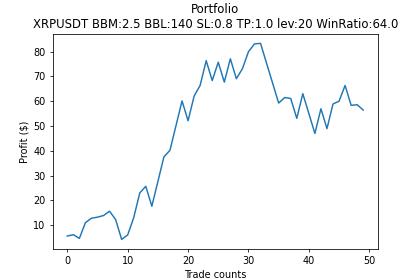 Portfolio
XRPUSDT BBM:2.5 BBL:140 SL:0.8 TP:1.0 lev:20 WinRatio:64.0
80
70
60
50
40
30
20
10
Profit ($)
0 10 20 30 40 50
Trade counts